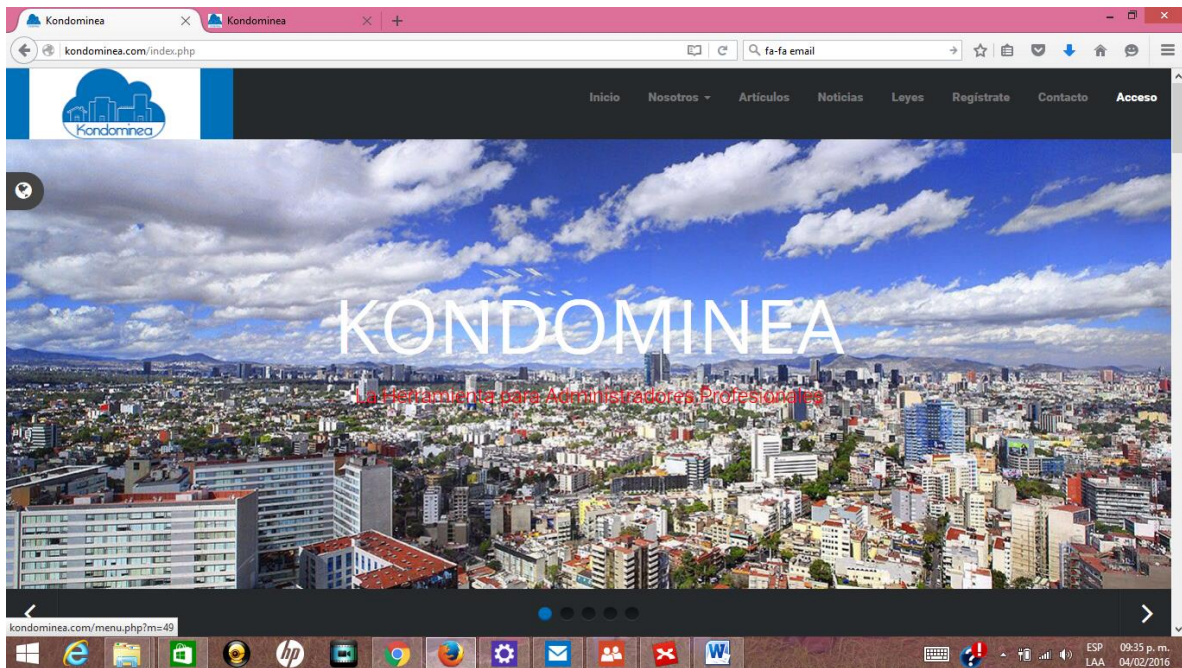 Kondominea
Kondominea
kondominea.com/index.php
fa-fa email
Kondominea
Inicio Nosotros Artículos Noticias Leyes Regístrate Contacto Acceso
KONDOMINEA
La Herramienta para Administradores Profesionales
kondominea.com/menu.php?m=49
hp
W
ESP 09:35 p. m.
LAA 04/02/2016